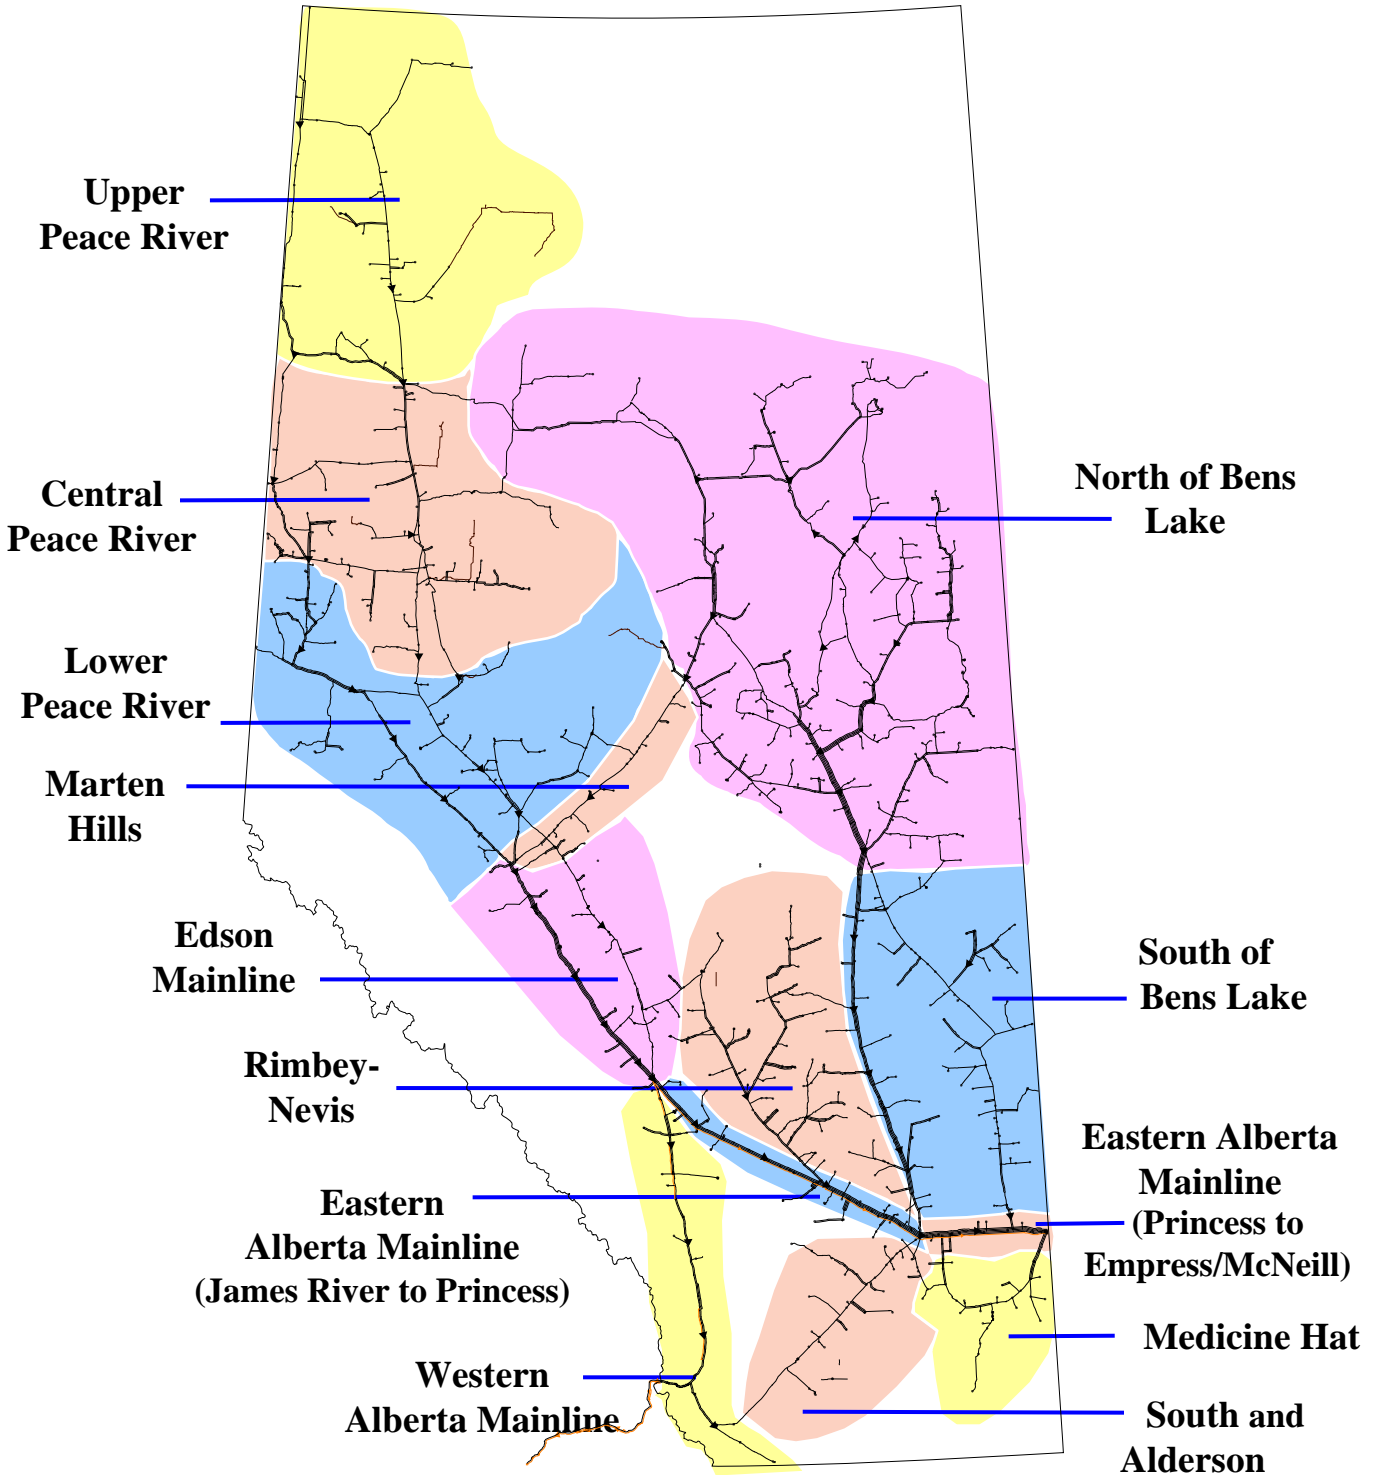 Upper
Peace River
Central
Peace River
North of Bens
Lake
Lower
Peace River
Marten
Hills
Edson
Mainline
South of
Bens Lake
Rimbey-
Nevis
Eastern Alberta
Mainline
(Princess to
Empress/McNeill)
Eastern
Alberta Mainline
(James River to Princess)
Medicine Hat
Western
Alberta Mainline
South and
Alderson